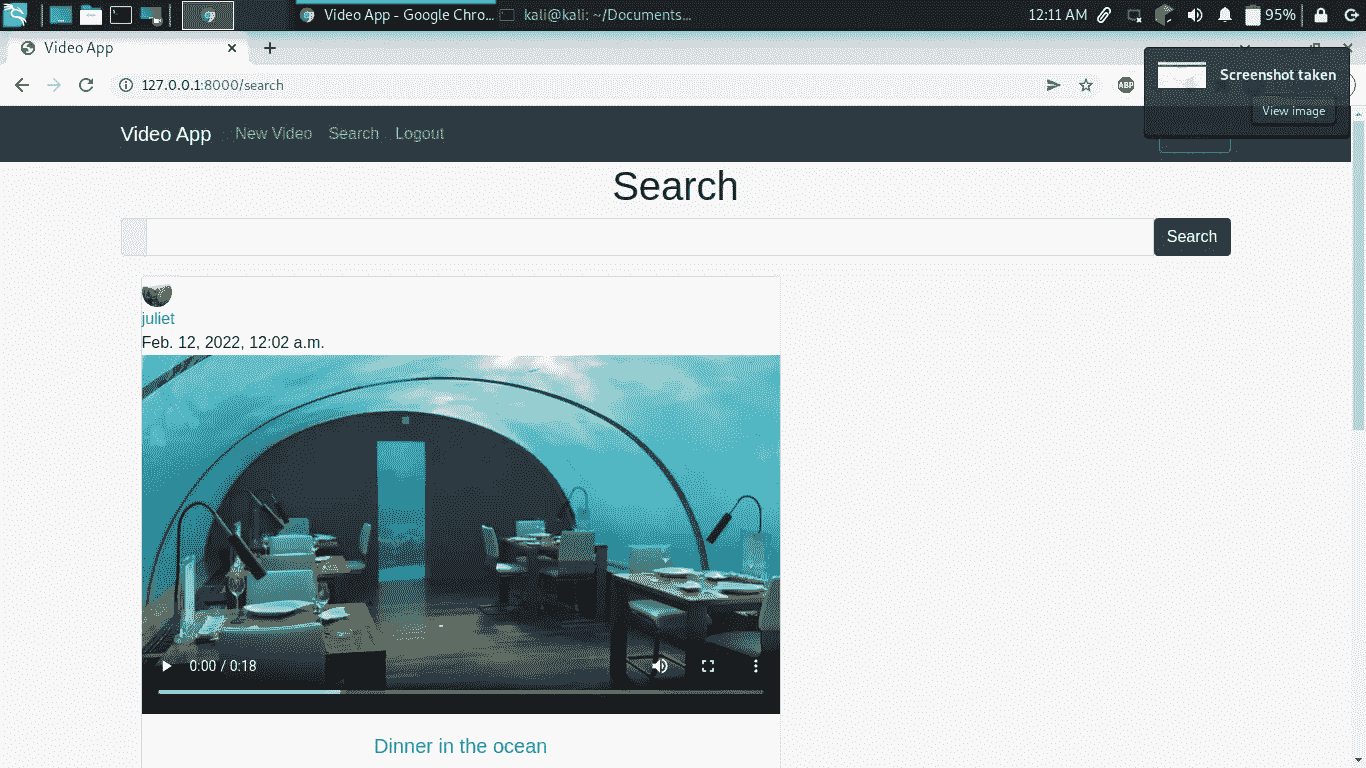 Video App - Google Chro... kali@kali: ~/Documents... 12:11 AM 95%
Video App
127.0.0.1:8000/search
ABP
Screenshot taken
View image
Video App New Video Search Logout
Search
Search
juliet
Feb. 12, 2022, 12:02 a.m.
0:00 / 0:18
Dinner in the ocean